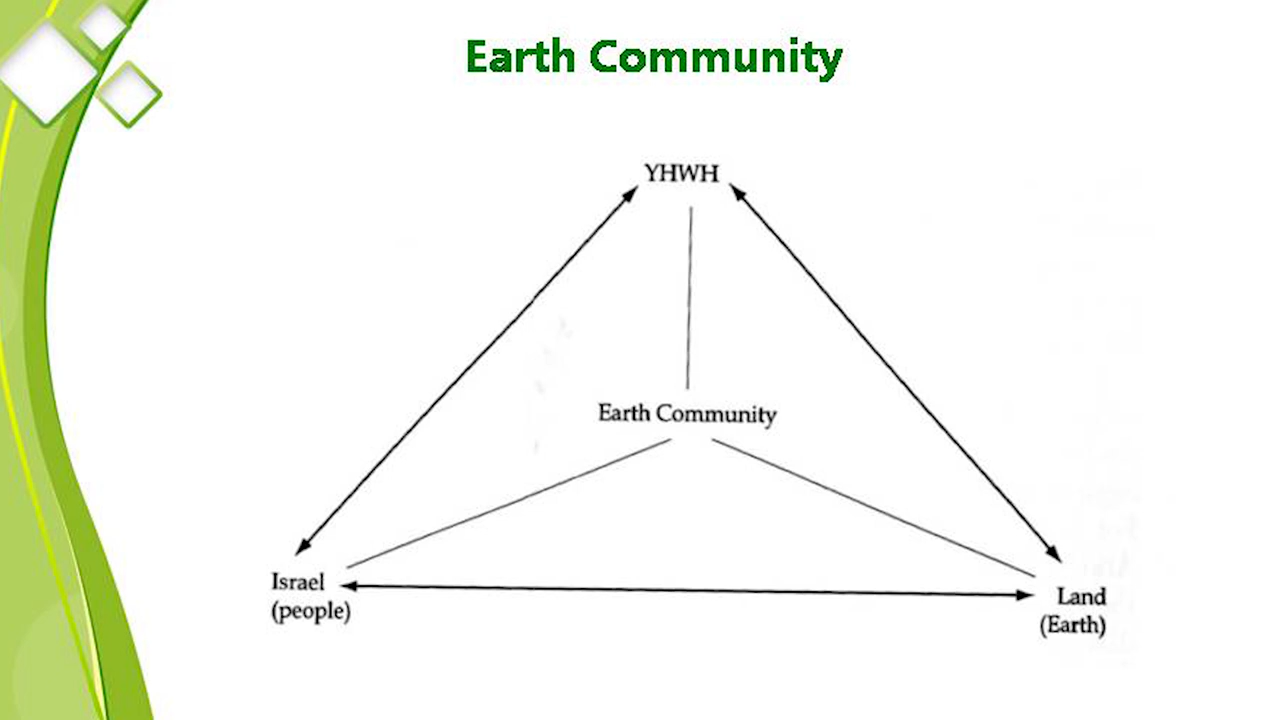 Earth Community
YHWH
Earth Community
Israel
(people)
Land
(Earth)